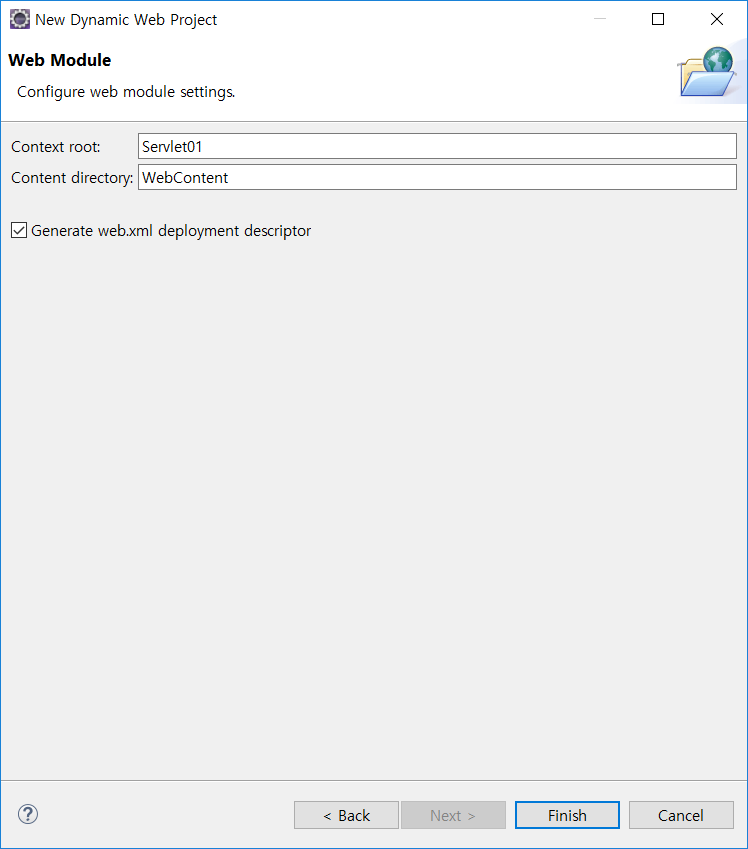 New Dynamic Web Project
Web Module
Configure web module settings.
Context root: Servlet01
Content directory: WebContent
Generate web.xml deployment descriptor
? < Back Next > Finish Cancel